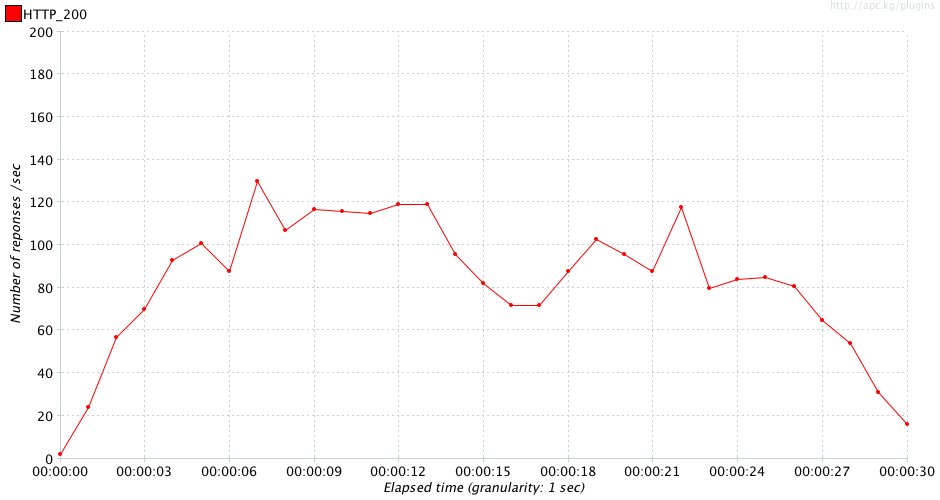 http://apc.kg/plugins
HTTP_200
200
180
160
140
120
100
80
60
40
20
0
Number of reponses /sec
00:00:00 00:00:03 00:00:06 00:00:09 00:00:12 00:00:15 00:00:18 00:00:21 00:00:24 00:00:27 00:00:30
Elapsed time (granularity: 1 sec)